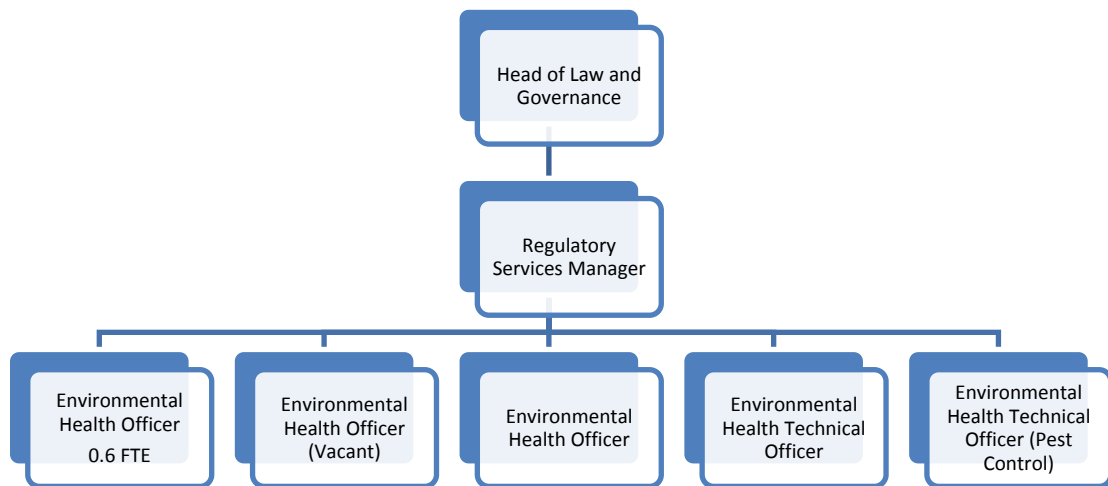 Head of Law and
Governance
Regulatory
Services Manager
Environmental
Health Officer
0.6 FTE
Environmental
Health Officer
(Vacant)
Environmental
Health Officer
Environmental
Health Technical
Officer
Environmental
Health Technical
Officer (Pest
Control)